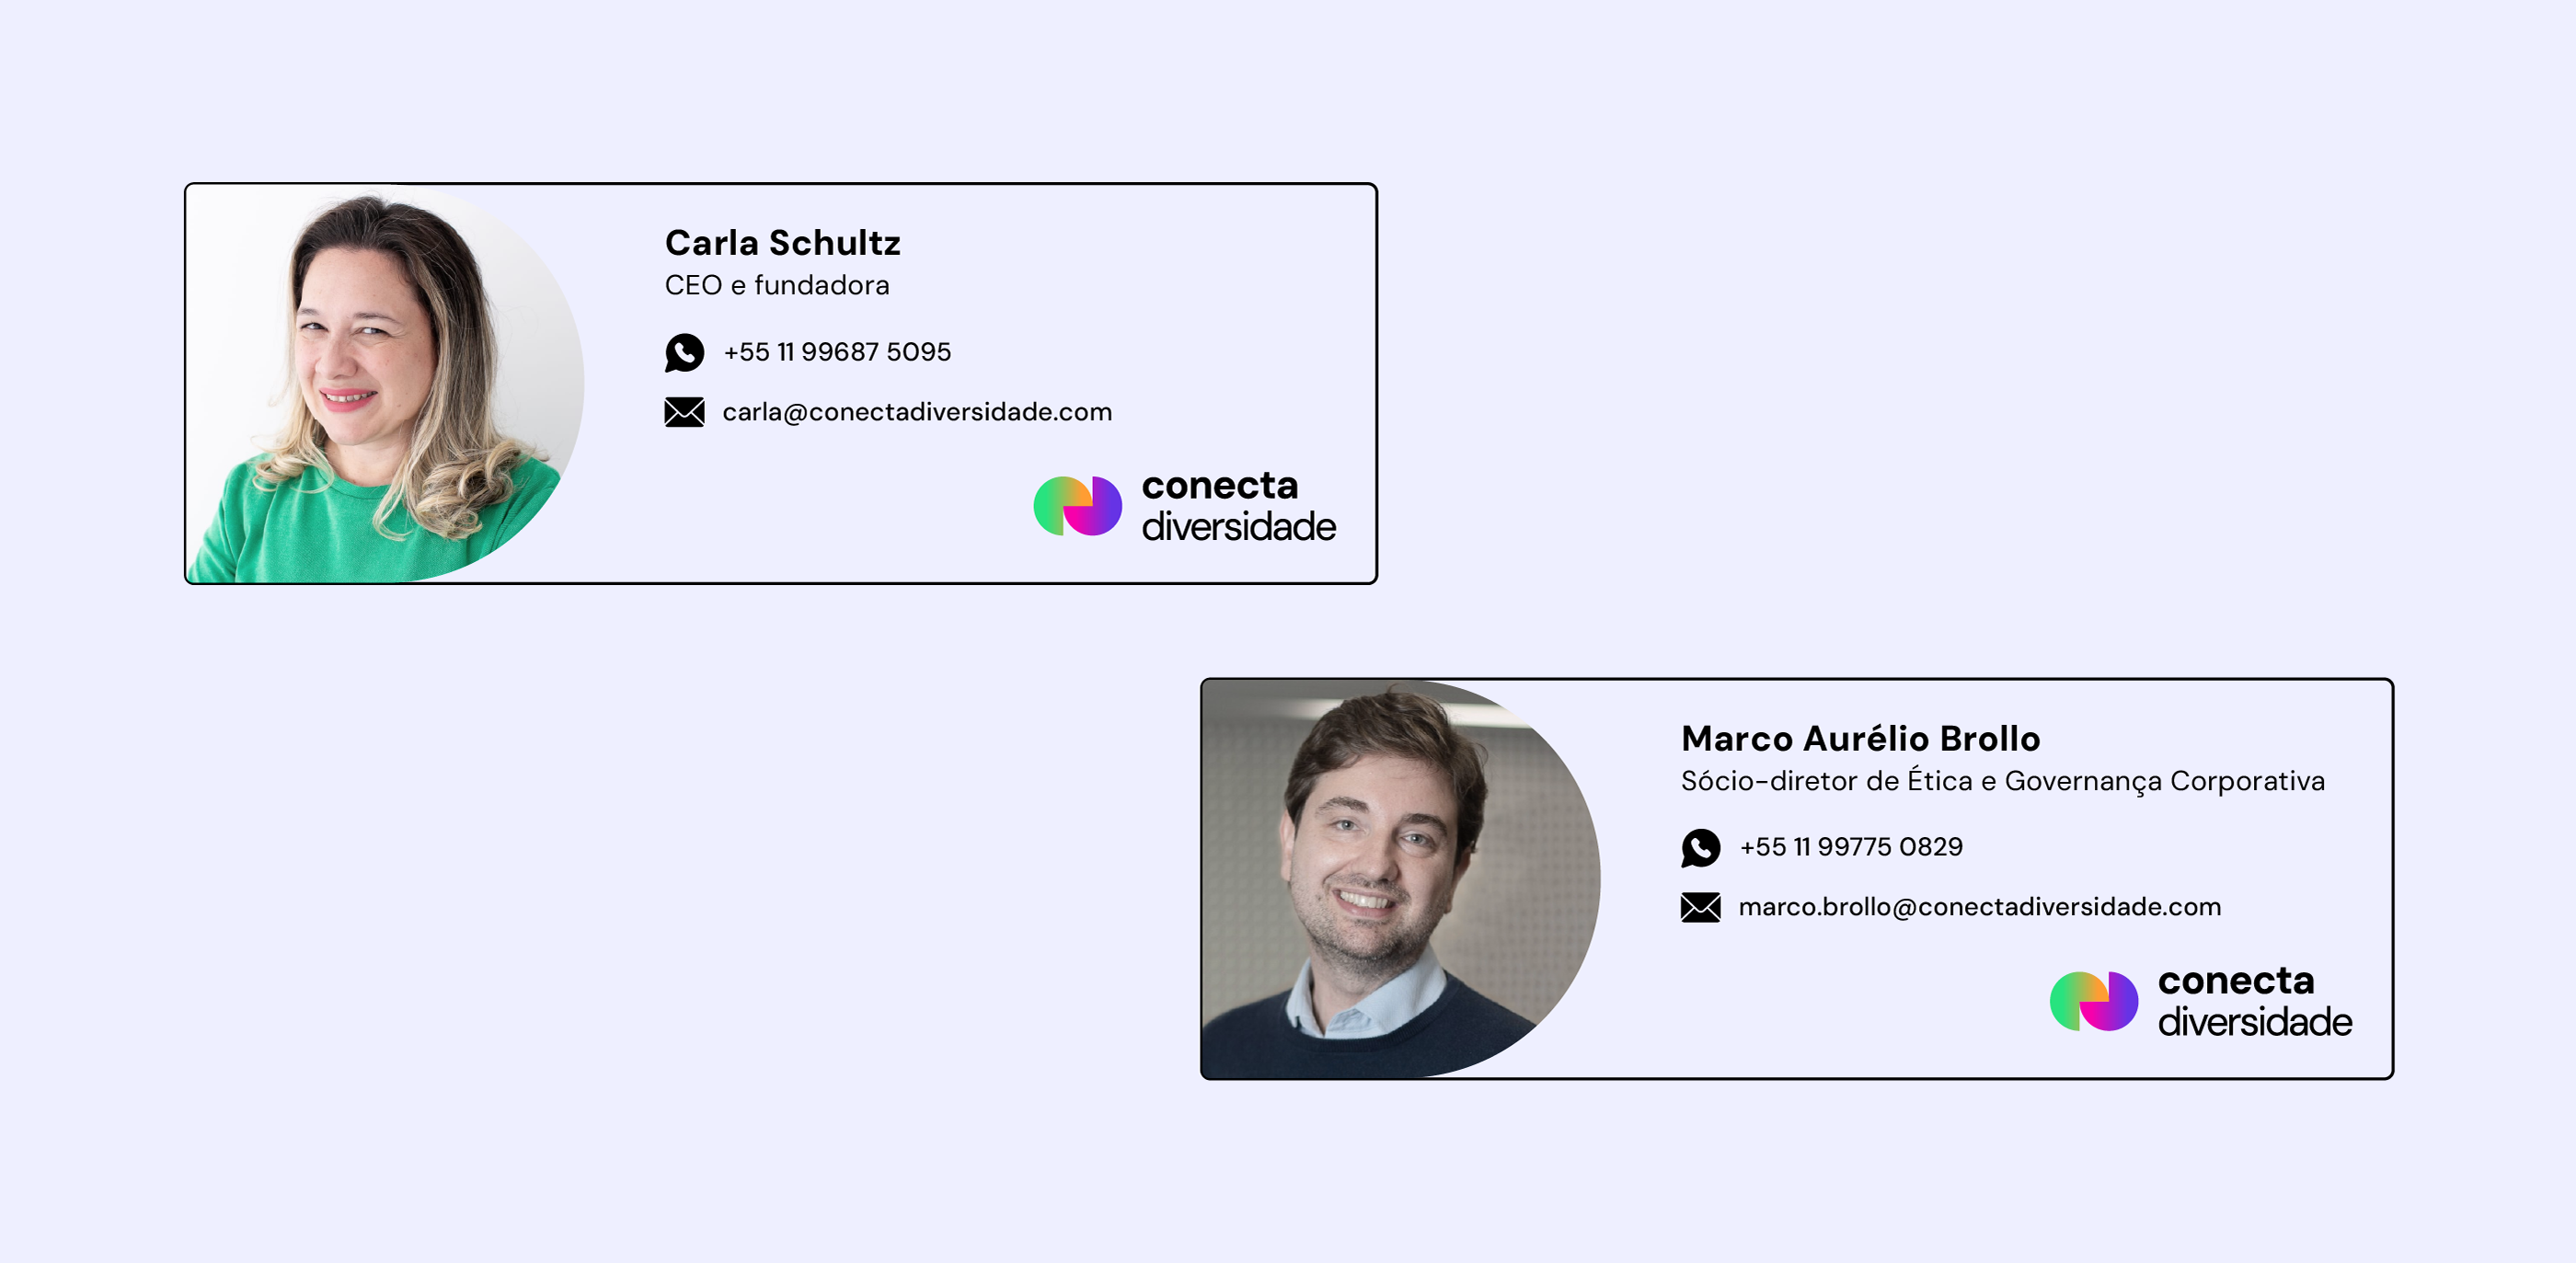 Carla Schultz
CEO e fundadora
+55 11 99687 5095
carla@conectadiversidade.com
conecta
diversidade
Marco Aurélio Brollo
Sócio-diretor de Ética e Governança Corporativa
+55 11 99775 0829
marco.brollo@conectadiversidade.com
conecta
diversidade